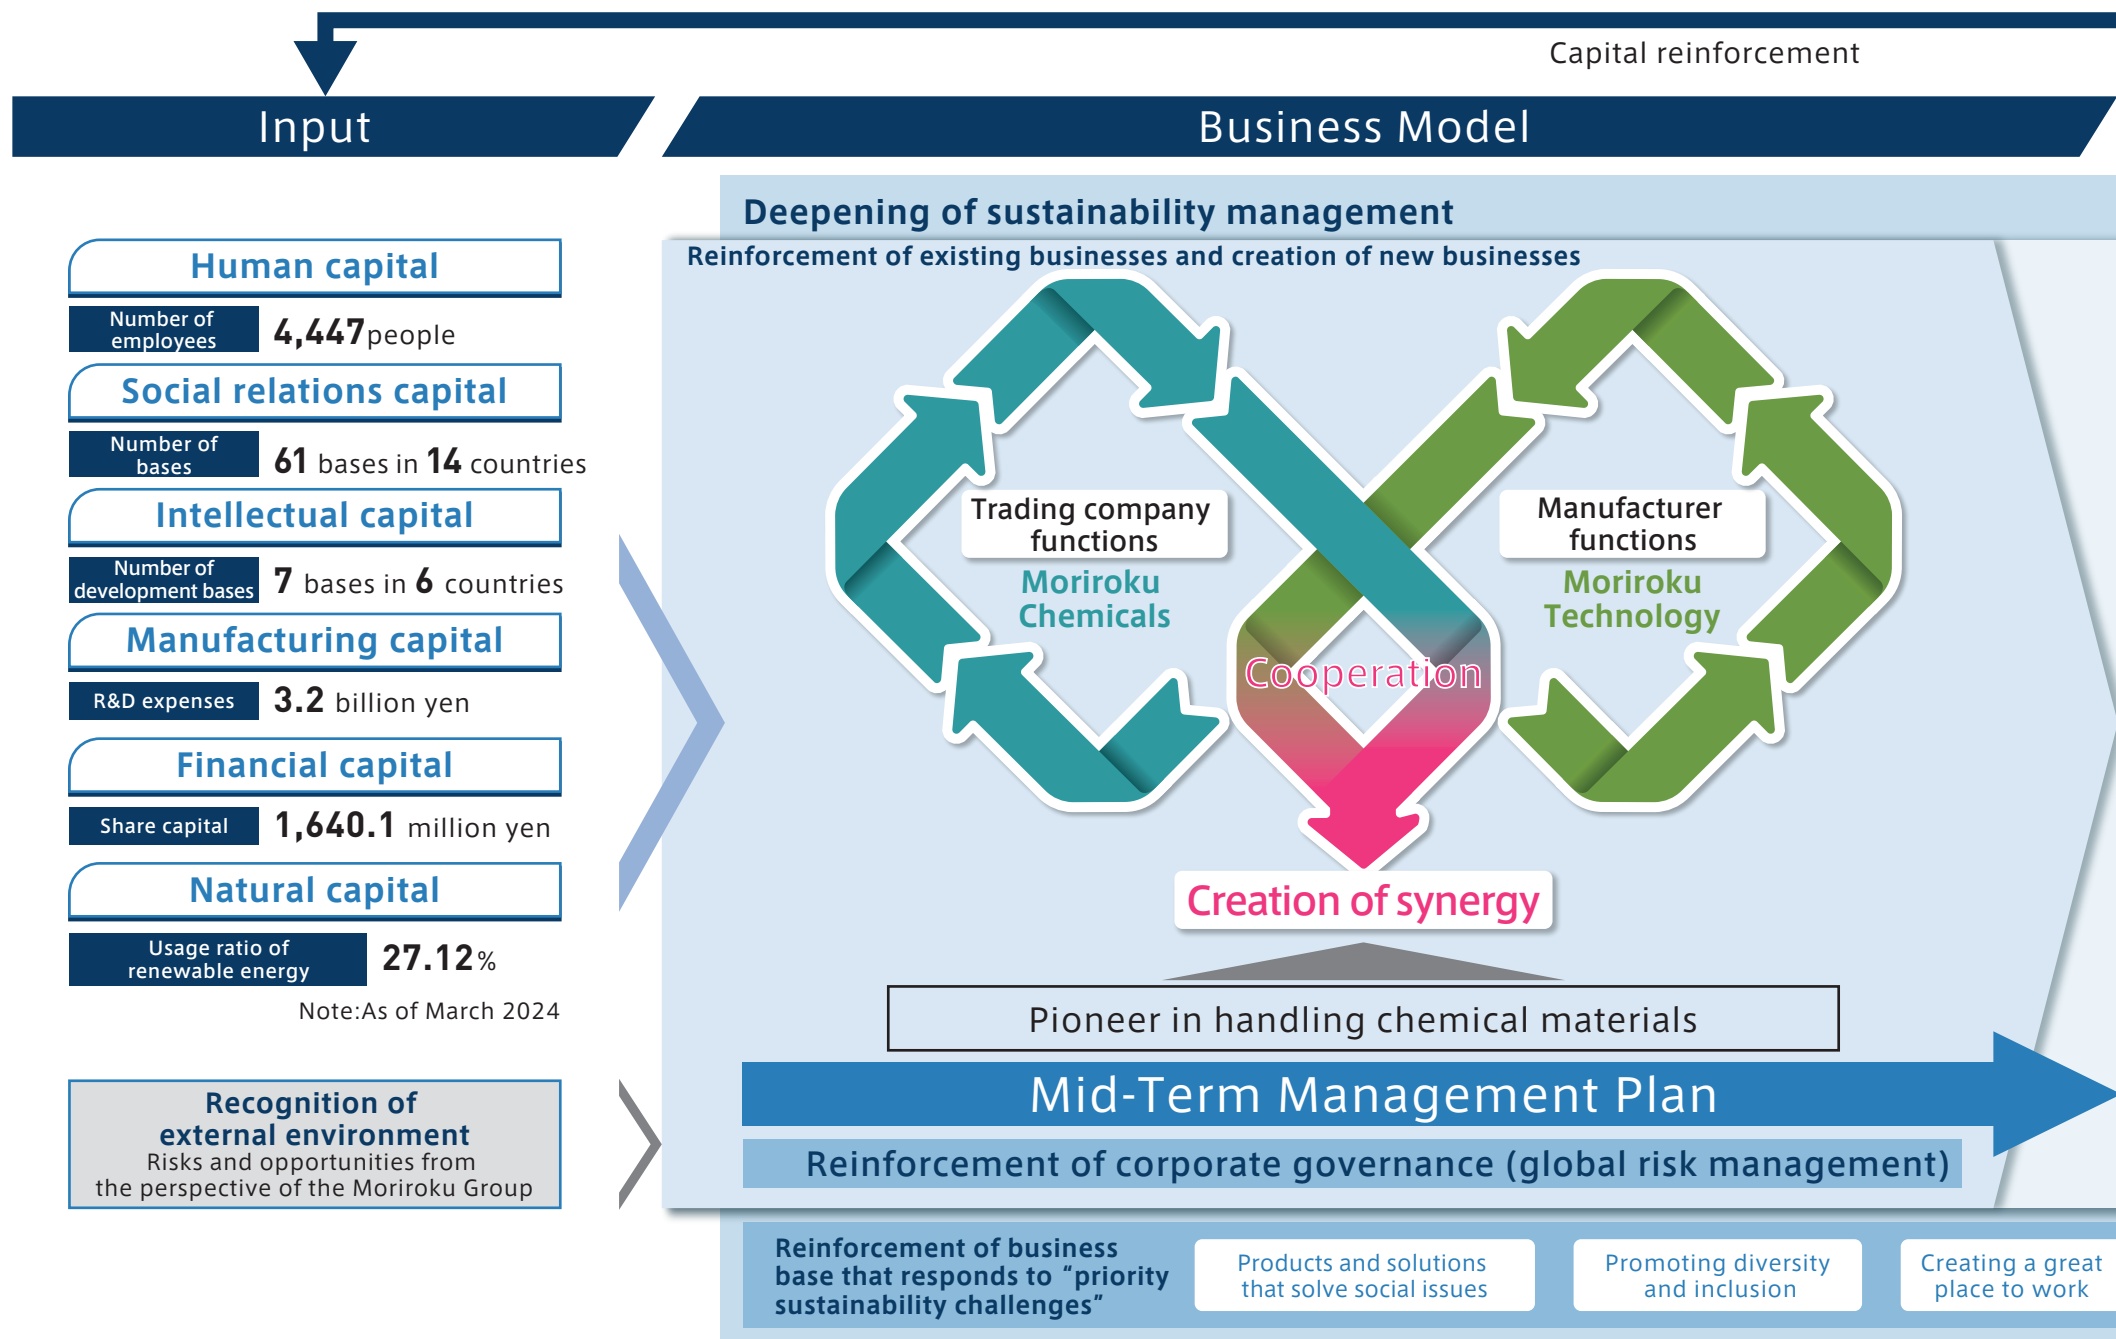 Capital reinforcement
Input
Business Model
Human capital
Number of
employees
4,447people
Social relations capital
Number of
bases
61 bases in 14 countries
Intellectual capital
Number of
development bases
7 bases in 6 countries
Manufacturing capital
R&D expenses
3.2 billion yen
Financial capital
Share capital
1,640.1 million yen
Natural capital
Usage ratio of
renewable energy
27.12%
Note:As of March 2024
Recognition of
external environment
Risks and opportunities from
the perspective of the Moriroku Group
Deepening of sustainability management
Reinforcement of existing businesses and creation of new businesses
Trading company
functions
Moriroku
Chemicals
Manufacturer
functions
Moriroku
Technology
Cooperation
Creation of synergy
Pioneer in handling chemical materials
Mid-Term Management Plan
Reinforcement of corporate governance (global risk management)
Reinforcement of business
base that responds to “priority
sustainability challenges”
Products and solutions
that solve social issues
Promoting diversity
and inclusion
Creating a great
place to work